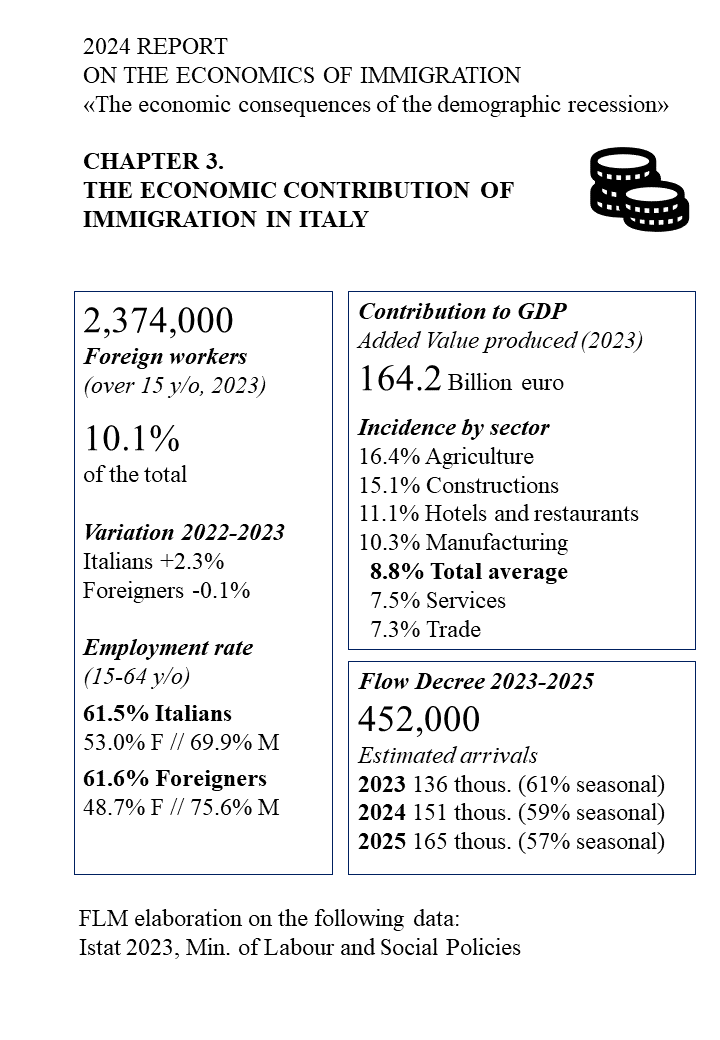 2024 REPORT
ON THE ECONOMICS OF IMMIGRATION
«The economic consequences of the demographic recession»
CHAPTER 3.
THE ECONOMIC CONTRIBUTION OF
IMMIGRATION IN ITALY
2,374,000
Foreign workers
(over 15 y/o, 2023)
10.1%
of the total
Variation 2022-2023
Italians +2.3%
Foreigners -0.1%
Employment rate
(15-64 y/o)
61.5% Italians
53.0% F // 69.9% M
61.6% Foreigners
48.7% F // 75.6% M
Contribution to GDP
Added Value produced (2023)
164.2 Billion euro
Incidence by sector
16.4% Agriculture
15.1% Constructions
11.1% Hotels and restaurants
10.3% Manufacturing
8.8% Total average
7.5% Services
7.3% Trade
Flow Decree 2023-2025
452,000
Estimated arrivals
2023 136 thous. (61% seasonal)
2024 151 thous. (59% seasonal)
2025 165 thous. (57% seasonal)
FLM elaboration on the following data:
Istat 2023, Min. of Labour and Social Policies